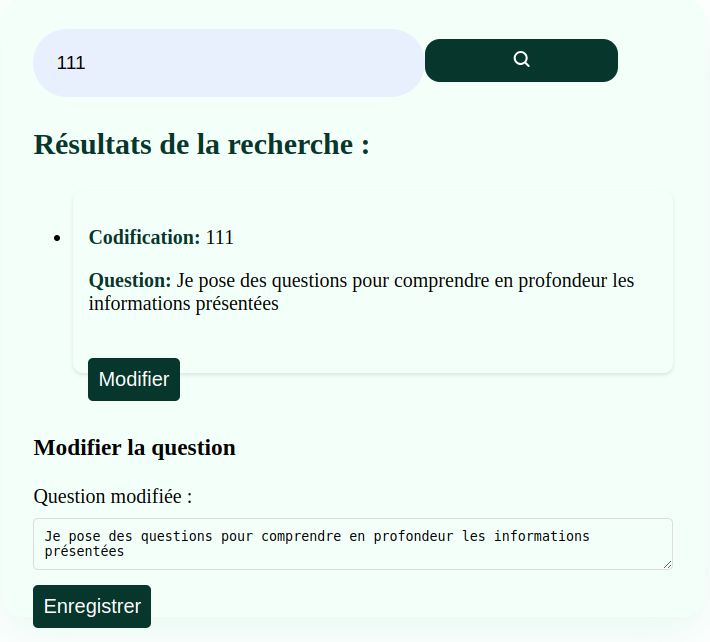 111
Résultats de la recherche :
Codification: 111
Question: Je pose des questions pour comprendre en profondeur les
informations présentées
Modifier
Modifier la question
Question modifiée :
Je pose des questions pour comprendre en profondeur les informations
présentées
Enregistrer